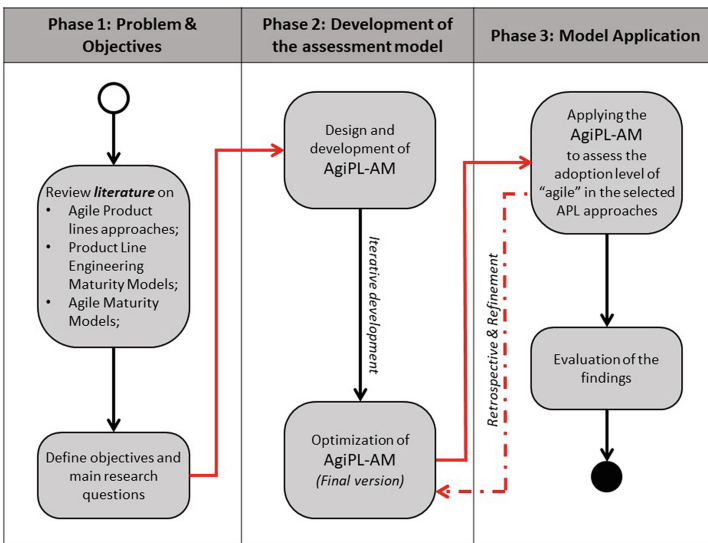 Phase 1: Problem &
Objectives
Phase 2: Development of
the assessment model
Phase 3: Model Application
Review literature on
• Agile Product
lines approaches;
• Product Line
Engineering
Maturity Models;
• Agile Maturity
Models;
Define objectives and
main research
questions
Design and
development of
AgiPL-AM
Iterative development
Optimization of
AgiPL-AM
(Final version)
Retrospective & Refinement
Applying the
AgiPL-AM
to assess the
adoption level of
“agile” in the selected
APL approaches
Evaluation of the
findings